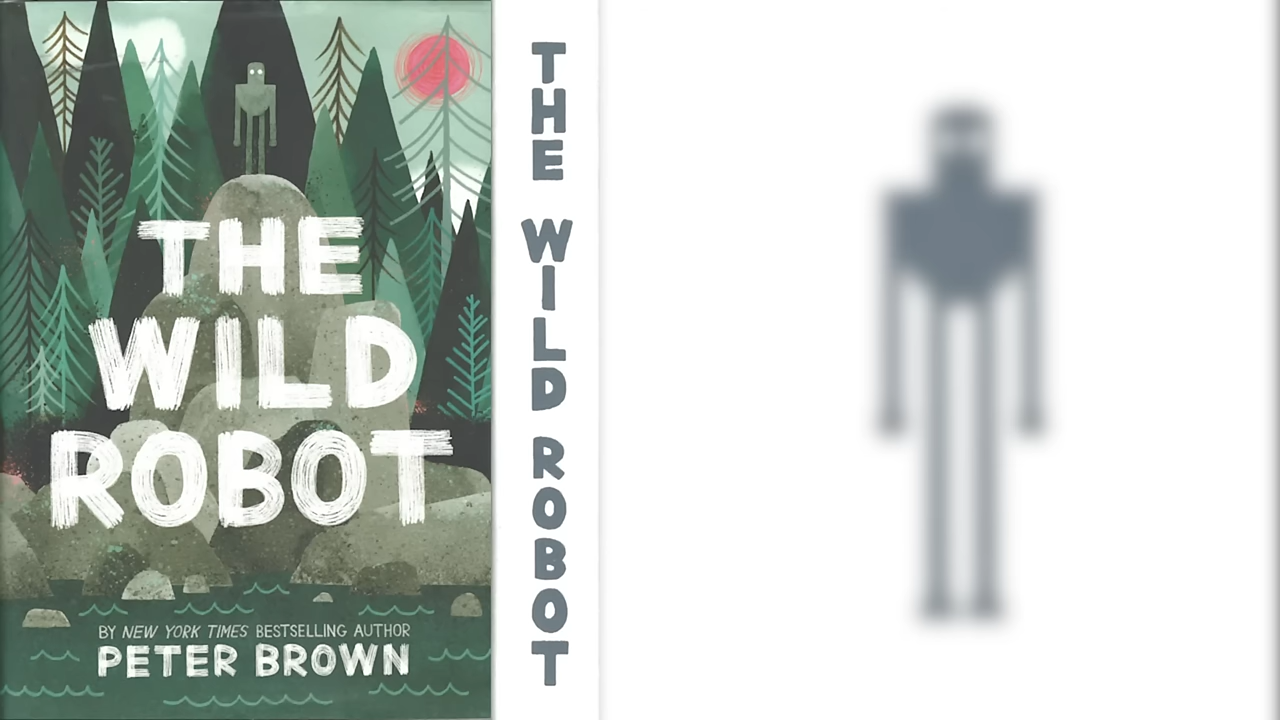 THE
WILD
ROBOT
BY NEW YORK TIMES BESTSELLING AUTHOR
PETER BROWN
THE WILD ROBOT